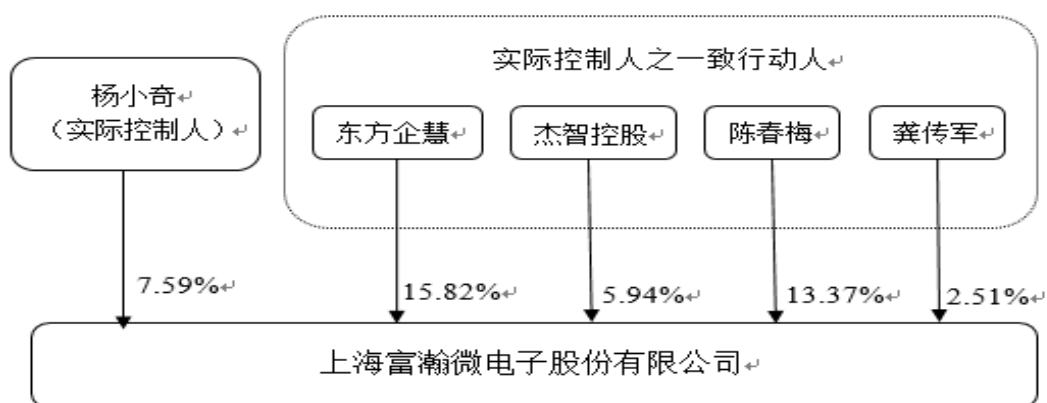 实际控制人之一致行动人↵
杨小奇↵
（实际控制人）↵
东方企慧↵
杰智控股↵
陈春梅↵
龚传军↵
7.59%↵
15.82%↵
5.94%↵
13.37%↵
2.51%↵
上海富瀚微电子股份有限公司↵